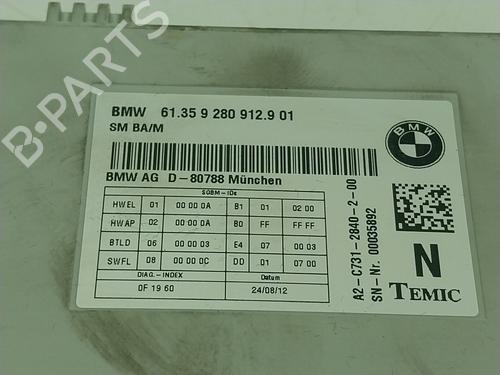 BMW 61.35 9 280 912.9 01
SM BA/M
BMW AG D-80788 München
SGBM-IDs
HWEL 01 00 00 0A B1 01 02 00
HWAP 02 00 00 0A B0 FF FF FF
BTLD 06 00 00 03 E4 07 00 03
SWFL 08 00 00 0C DD 01 07 00
DIAG.-INDEX Datum
0F 19 60 24/08/12
BMW
A2-C731-2840-2-00
SN-Nr. 00035892
N
TEMIC
B-PARTS